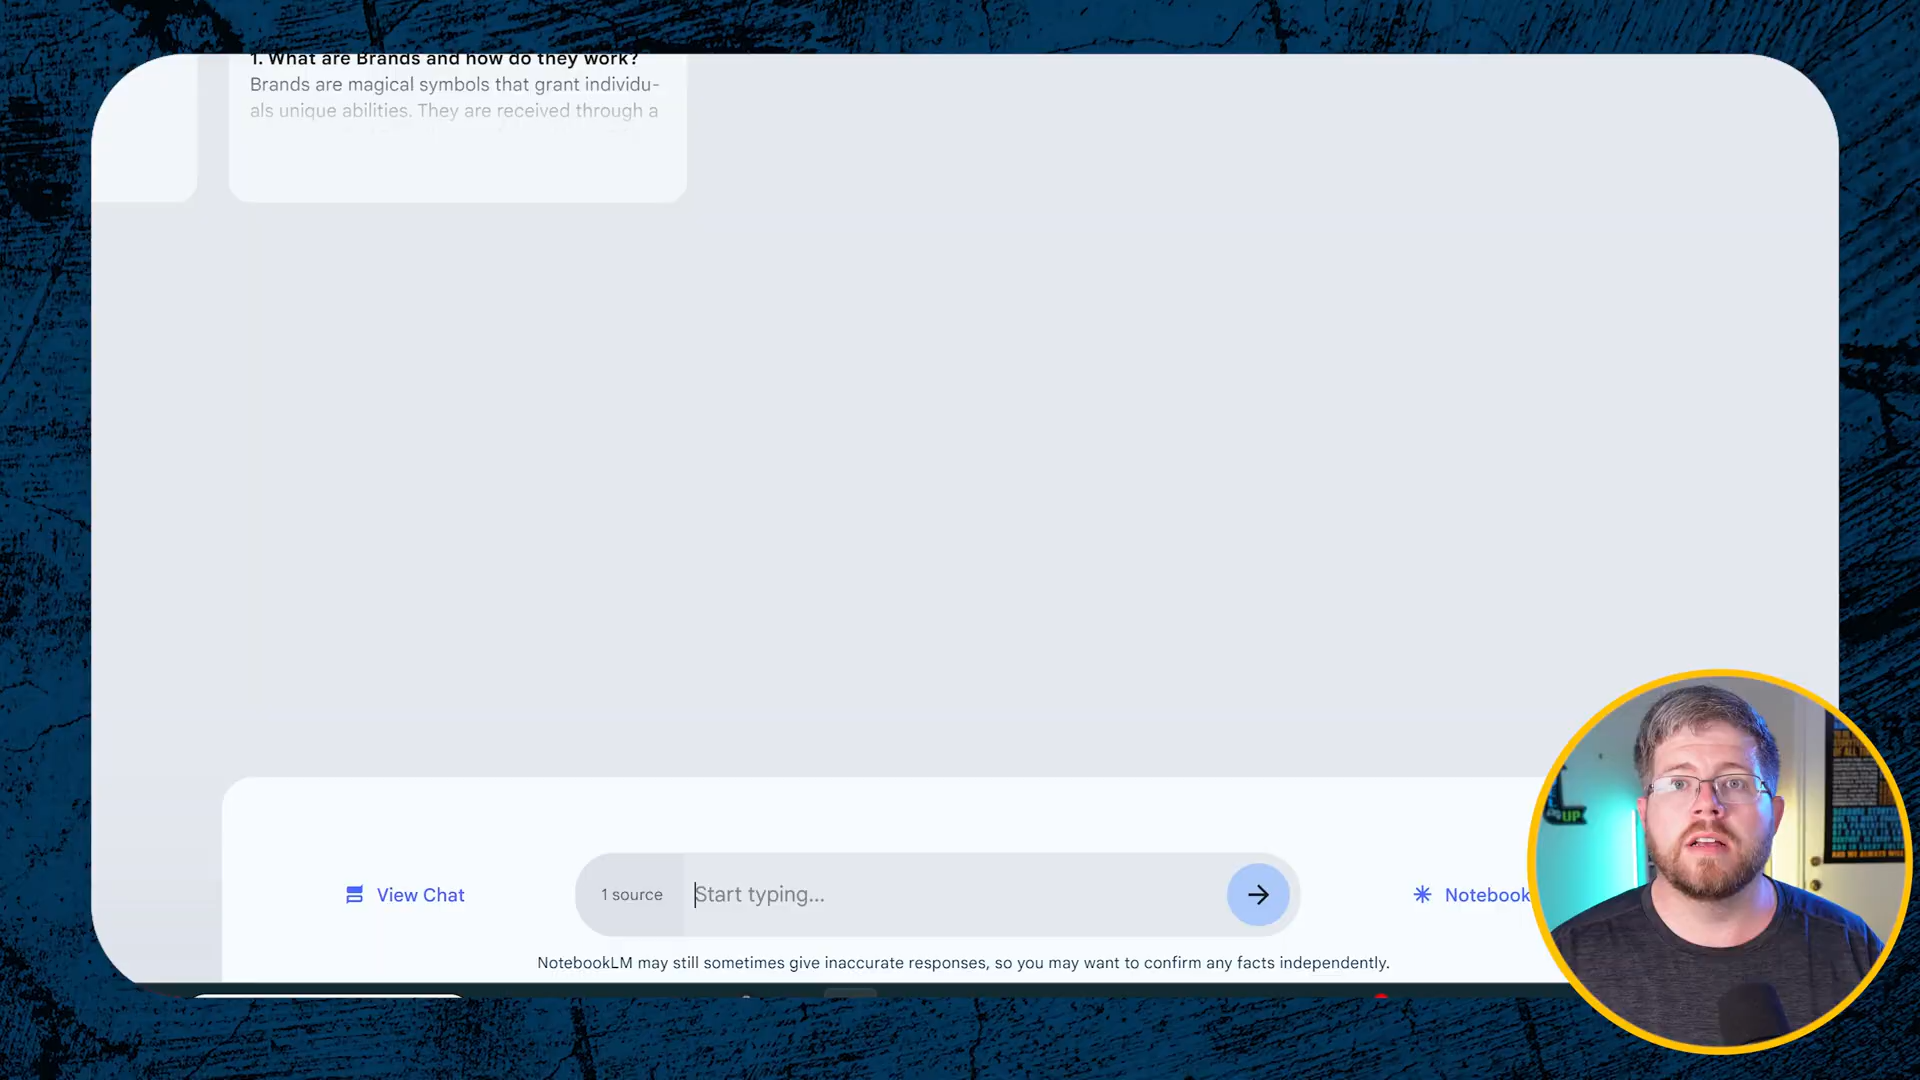 1. What are Brands and how do they work?
Brands are magical symbols that grant individu-
als unique abilities. They are received through a
View Chat
1 source
Start typing...
Notebook
NotebookLM may still sometimes give inaccurate responses, so you may want to confirm any facts independently.
UP